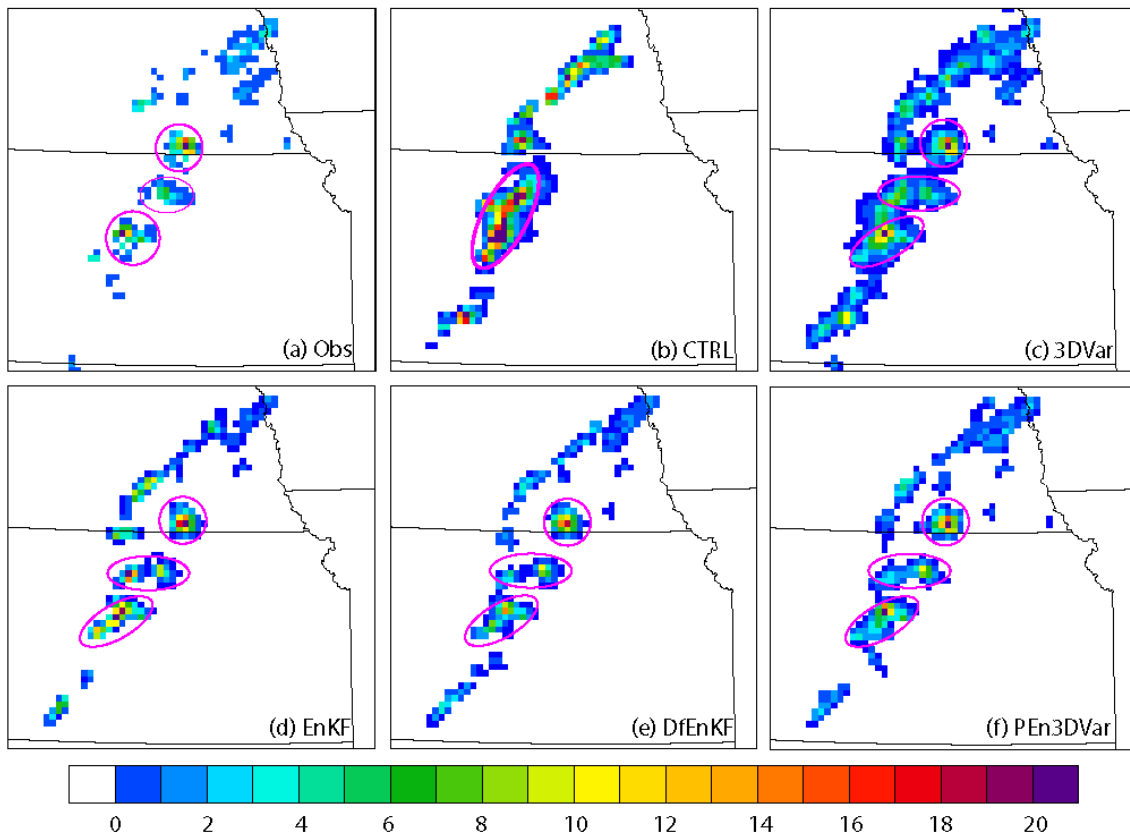 (a) Obs
(b) CTRL
(c) 3DVar
(d) EnKF
(e) DfEnKF
(f) PEn3DVar
0 2 4 6 8 10 12 14 16 18 20